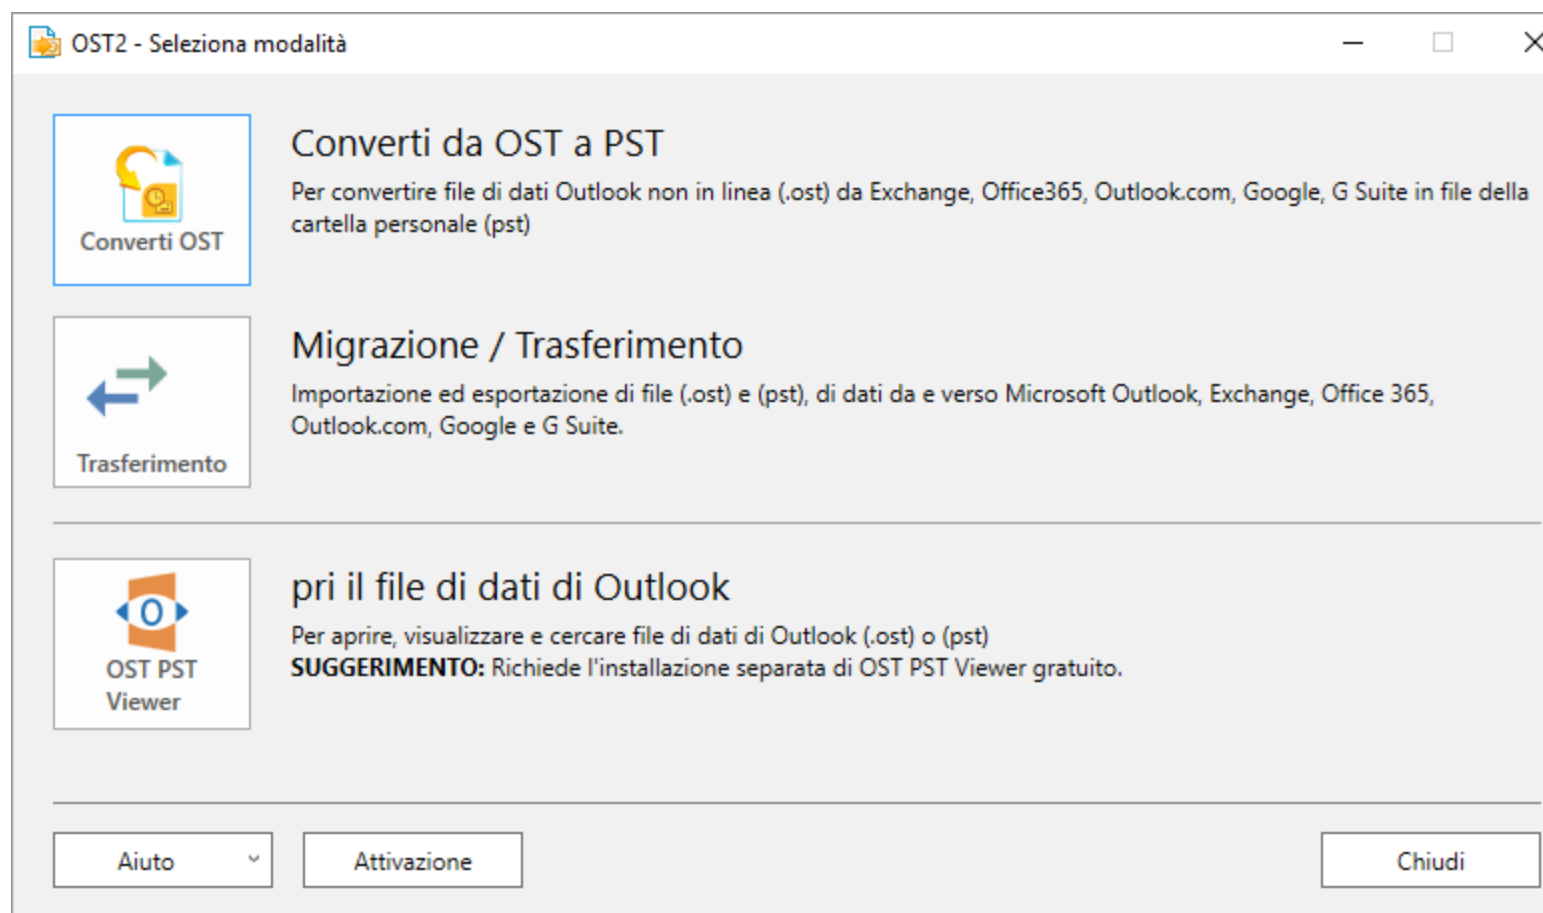 OST2 - Seleziona modalità
Converti OST
Converti da OST a PST
Per convertire file di dati Outlook non in linea (.ost) da Exchange, Office365, Outlook.com, Google, G Suite in file della
cartella personale (pst)
Trasferimento
Migrazione / Trasferimento
Importazione ed esportazione di file (.ost) e (pst), di dati da e verso Microsoft Outlook, Exchange, Office 365,
Outlook.com, Google e G Suite.
OST PST
Viewer
pri il file di dati di Outlook
Per aprire, visualizzare e cercare file di dati di Outlook (.ost) o (pst)
SUGGERIMENTO: Richiede l'installazione separata di OST PST Viewer gratuito.
Aiuto
Attivazione
Chiudi